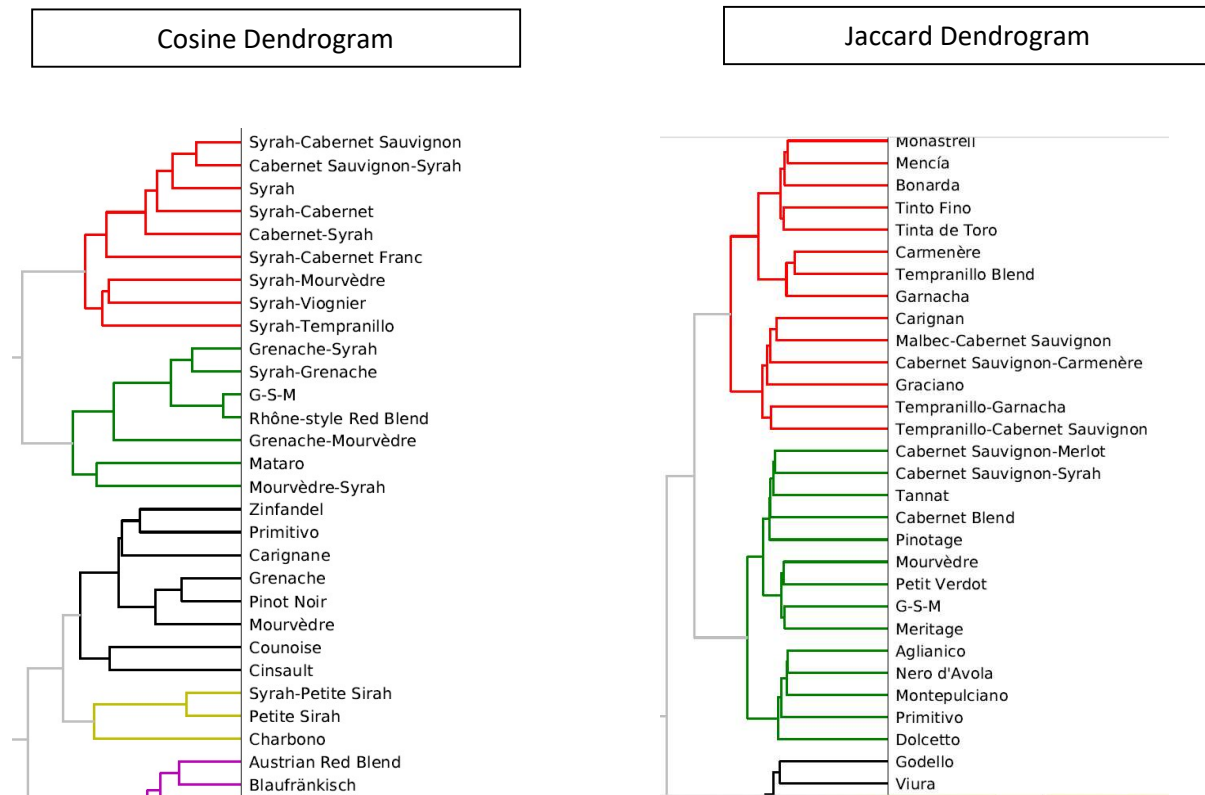 Cosine Dendrogram
Syrah-Cabernet Sauvignon
Cabernet Sauvignon-Syrah
Syrah
Syrah-Cabernet
Cabernet-Syrah
Syrah-Cabernet Franc
Syrah-Mourvèdre
Syrah-Viognier
Syrah-Tempranillo
Grenache-Syrah
Syrah-Grenache
G-S-M
Rhône-style Red Blend
Grenache-Mourvèdre
Mataro
Mourvèdre-Syrah
Zinfandel
Primitivo
Carignane
Grenache
Pinot Noir
Mourvèdre
Counoise
Cinsault
Syrah-Petite Sirah
Petite Sirah
Charbono
Austrian Red Blend
Blaufränkisch
Jaccard Dendrogram
Monastrell
Mencía
Bonarda
Tinto Fino
Tinta de Toro
Carmenère
Tempranillo Blend
Garnacha
Carignan
Malbec-Cabernet Sauvignon
Cabernet Sauvignon-Carmenère
Graciano
Tempranillo-Garnacha
Tempranillo-Cabernet Sauvignon
Cabernet Sauvignon-Merlot
Cabernet Sauvignon-Syrah
Tannat
Cabernet Blend
Pinotage
Mourvèdre
Petit Verdot
G-S-M
Meritage
Aglianico
Nero d'Avola
Montepulciano
Primitivo
Dolcetto
Godello
Viura